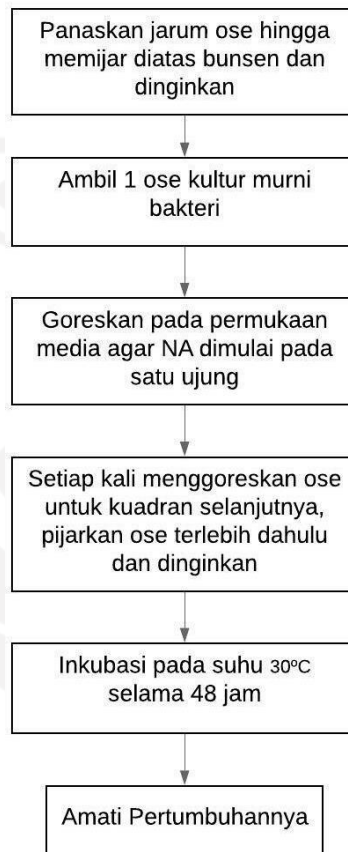 Panaskan jarum ose hingga
memijar diatas bunsen dan
dinginkan
Ambil 1 ose kultur murni
bakteri
Goreskan pada permukaan
media agar NA dimulai pada
satu ujung
Setiap kali menggoreskan ose
untuk kuadran selanjutnya,
pijarkan ose terlebih dahulu
dan dinginkan
Inkubasi pada suhu 30ºC
selama 48 jam
Amati Pertumbuhannya